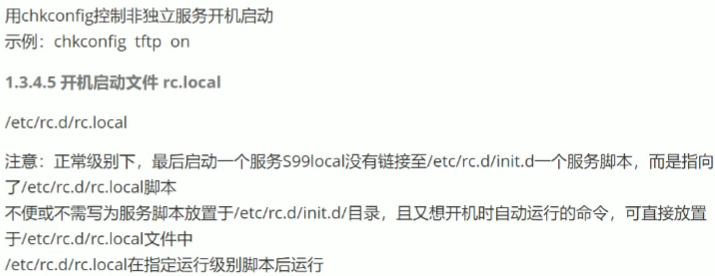 用chkconfig控制非独立服务开机启动
示例：chkconfig tftp on
1.3.4.5 开机启动文件 rc.local
/etc/rc.d/rc.local
注意：正常级别下，最后启动一个服务S99local没有链接至/etc/rc.d/init.d一个服务脚本，而是指向
了/etc/rc.d/rc.local脚本
不便或不需写为服务脚本放置于/etc/rc.d/init.d/目录，且又想开机时自动运行的命令，可直接放置
于/etc/rc.d/rc.local文件中
/etc/rc.d/rc.local在指定运行级别脚本后运行